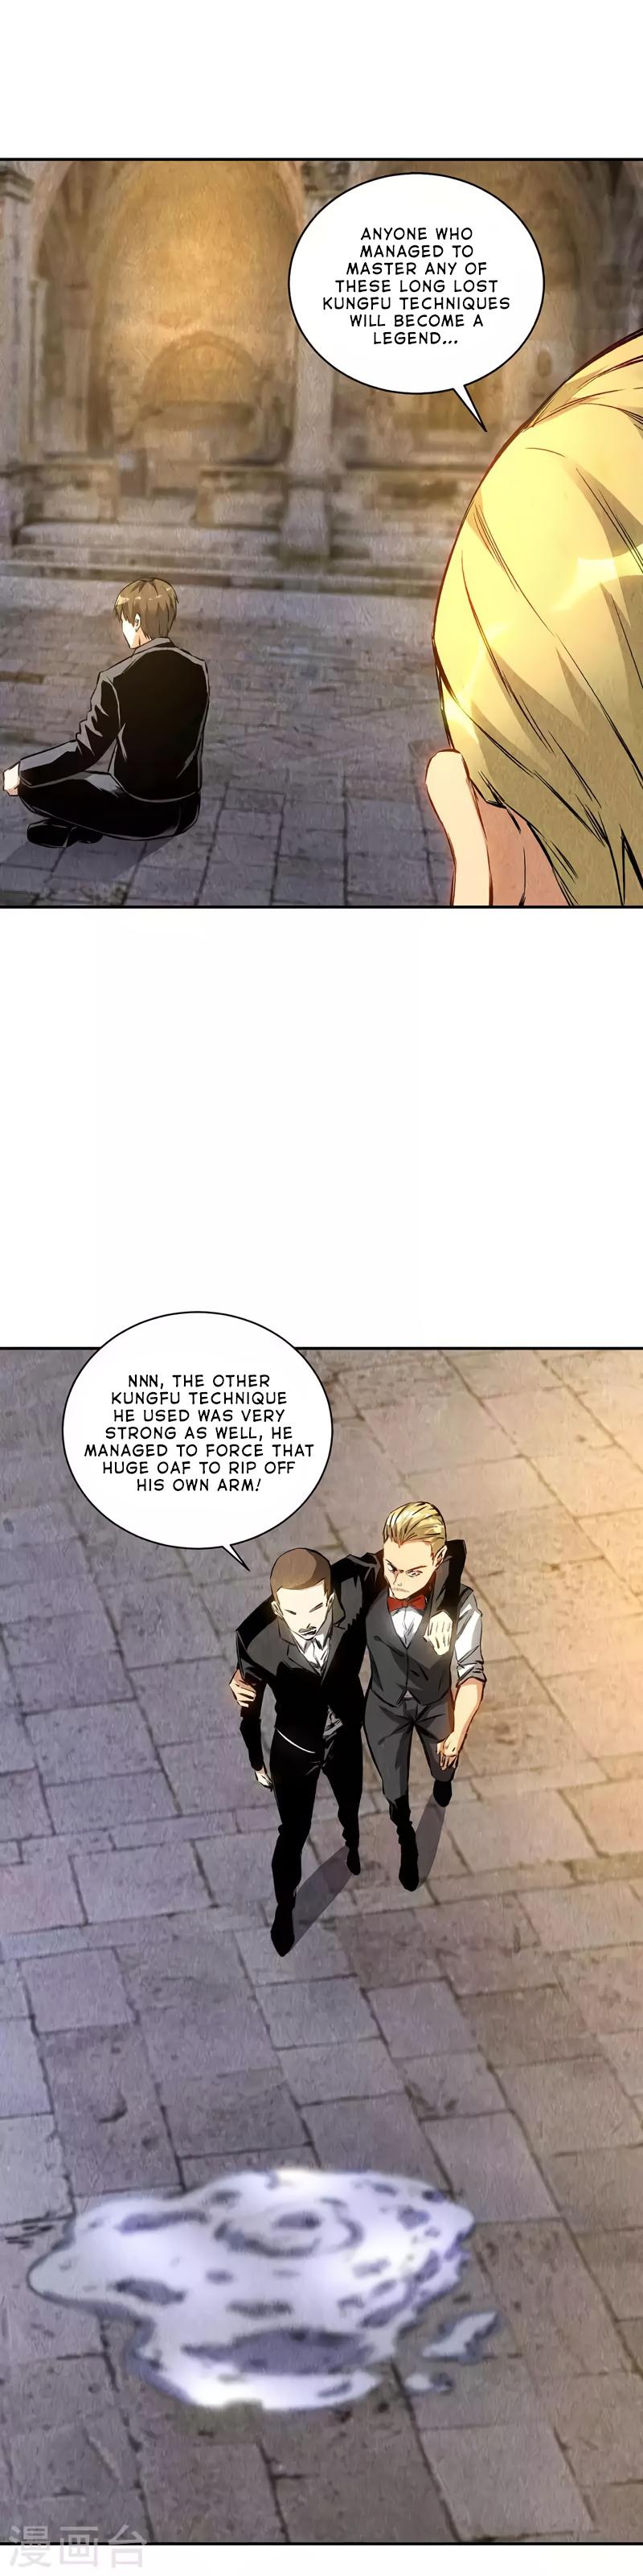 ANYONE WHO
MANAGED TO
MASTER ANY OF
THESE LONG LOST
KUNGFU TECHNIQUES
WILL BECOME A
LEGEND...
NNN, THE OTHER
KUNGFU TECHNIQUE
HE USED WAS VERY
STRONG AS WELL, HE
MANAGED TO FORCE THAT
HUGE OAF TO RIP OFF
HIS OWN ARM!
漫画台